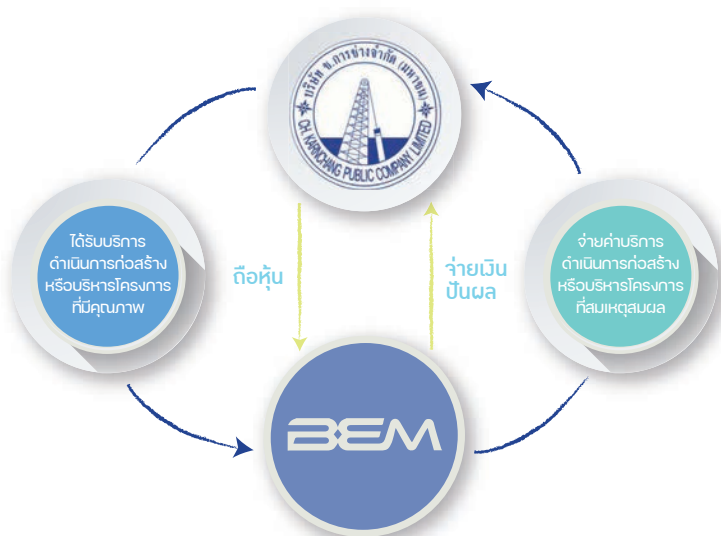 บริษัท ช.การช่างจำกัด (มหาชน)
CH. KARNCHANG PUBLIC COMPANY LIMITED
ได้รับบริการ
ดำเนินการก่อสร้าง
หรือบริหารโครงการ
ที่มีคุณภาพ
ถือหุ้น
จ่ายเงิน
ปันผล
จ่ายค่าบริการ
ดำเนินการก่อสร้าง
หรือบริหารโครงการ
ที่สมเหตุสมผล
BEM